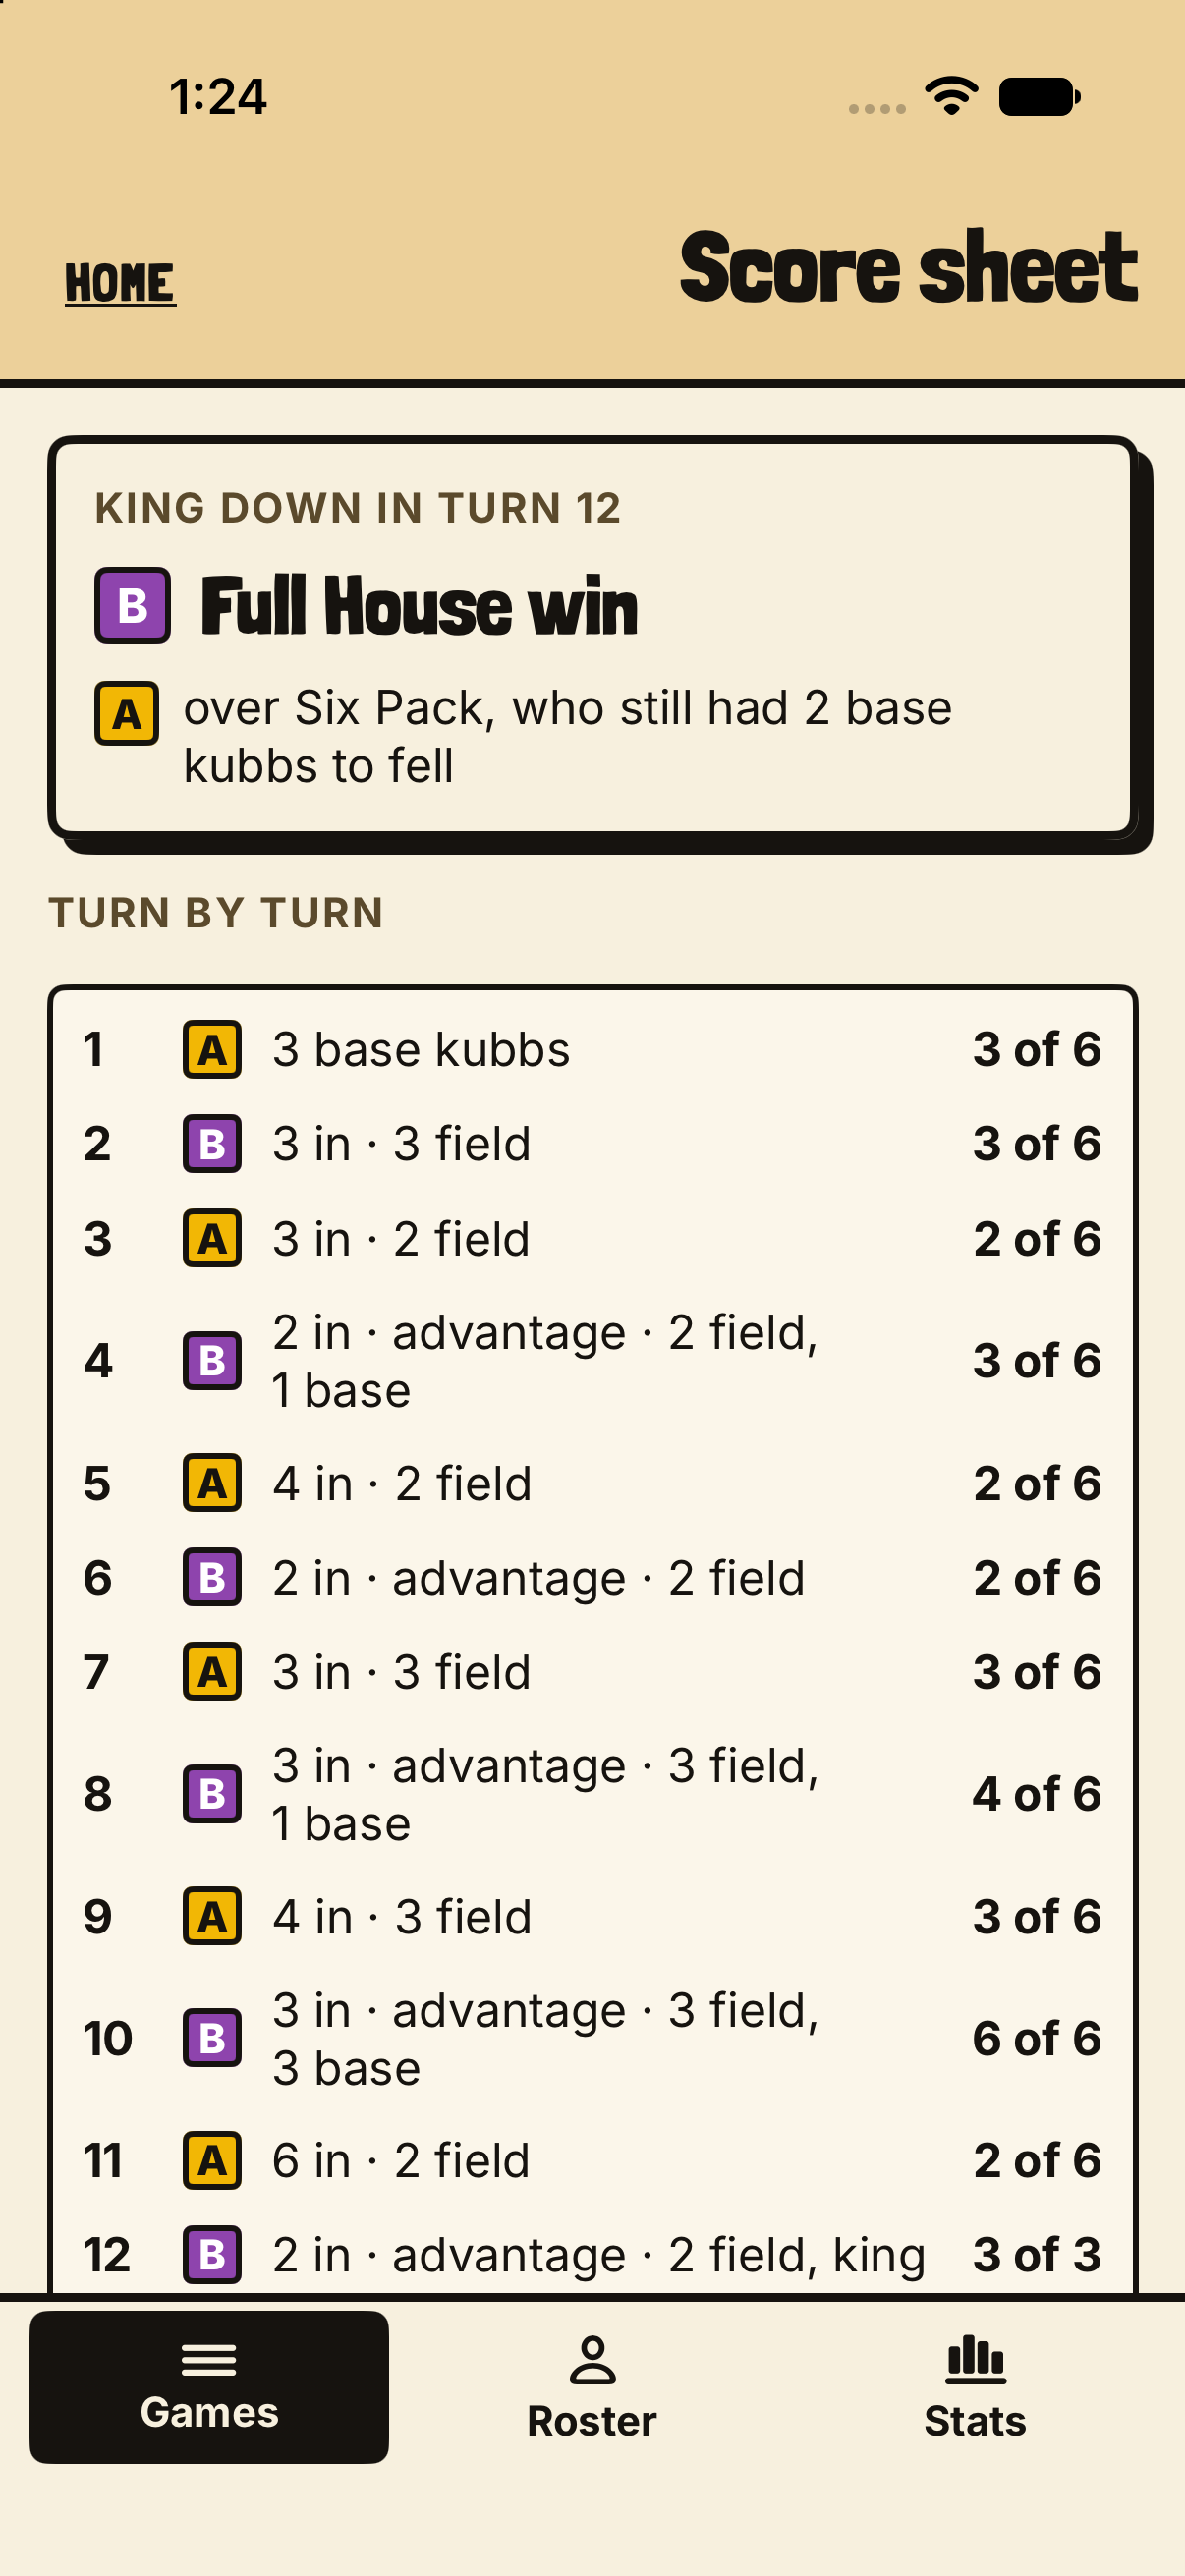 1:24
HOME
Score sheet
KING DOWN IN TURN 12
B Full House win
A over Six Pack, who still had 2 base
kubbs to fell
TURN BY TURN
1 A 3 base kubbs 3 of 6
2 B 3 in · 3 field 3 of 6
3 A 3 in · 2 field 2 of 6
4 B 2 in · advantage · 2 field,
1 base 3 of 6
5 A 4 in · 2 field 2 of 6
6 B 2 in · advantage · 2 field 2 of 6
7 A 3 in · 3 field 3 of 6
8 B 3 in · advantage · 3 field,
1 base 4 of 6
9 A 4 in · 3 field 3 of 6
10 B 3 in · advantage · 3 field,
3 base 6 of 6
11 A 6 in · 2 field 2 of 6
12 B 2 in · advantage · 2 field, king 3 of 3
Games
Roster
Stats